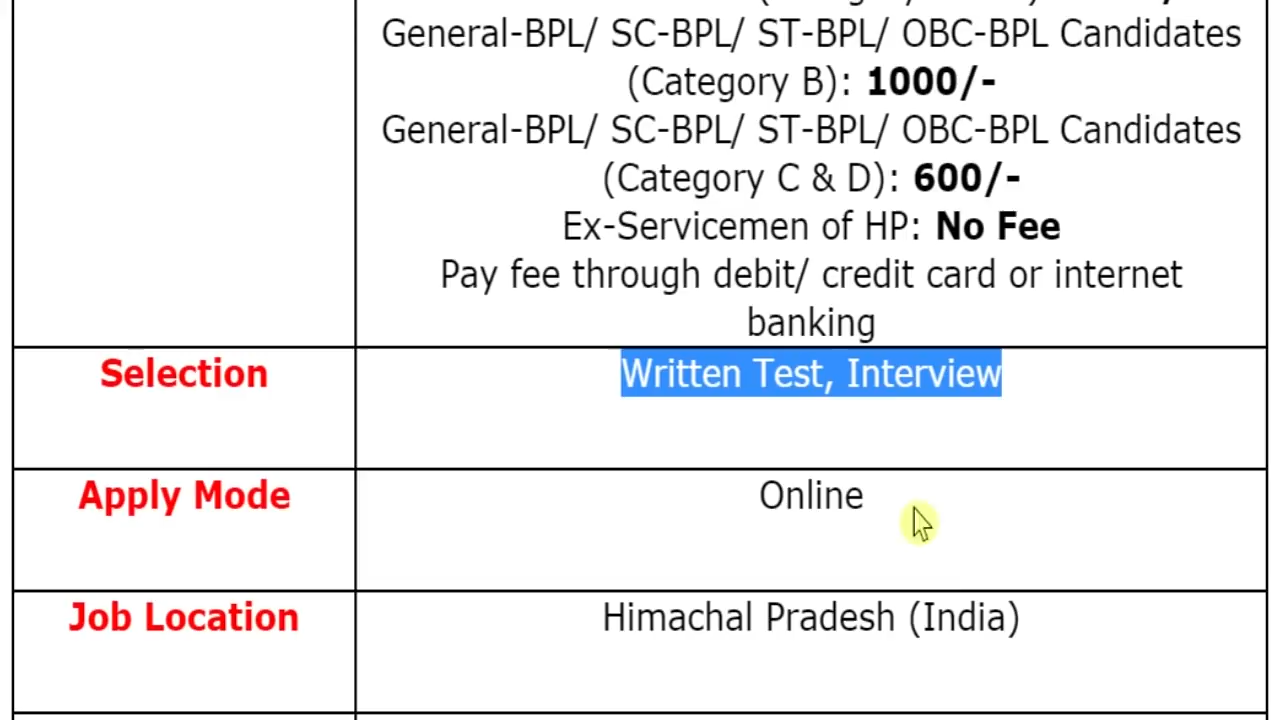 General-BPL/ SC-BPL/ ST-BPL/ OBC-BPL Candidates
(Category B): 1000/-
General-BPL/ SC-BPL/ ST-BPL/ OBC-BPL Candidates
(Category C & D): 600/-
Ex-Servicemen of HP: No Fee
Pay fee through debit/ credit card or internet
banking
Selection
Written Test, Interview
Apply Mode
Online
Job Location
Himachal Pradesh (India)